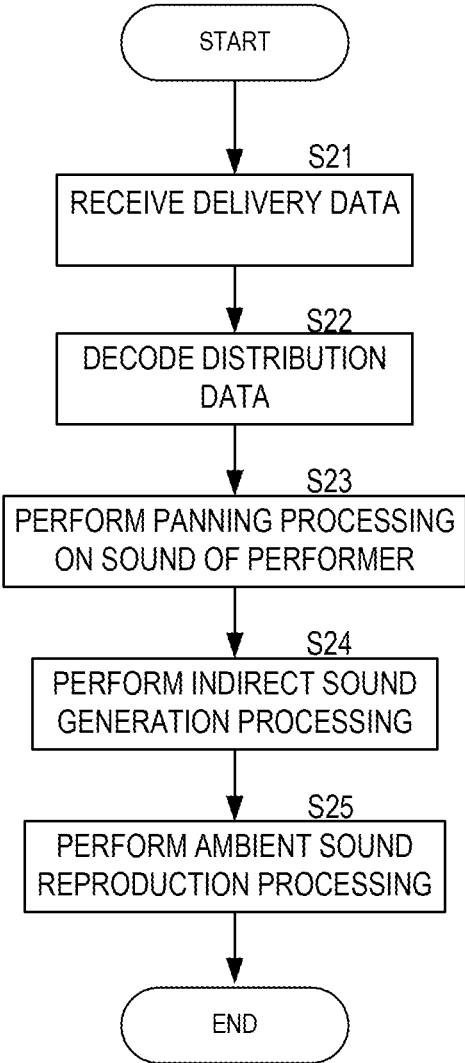 START
S21
RECEIVE DELIVERY DATA
S22
DECODE DISTRIBUTION
DATA
S23
PERFORM PANNING PROCESSING
ON SOUND OF PERFORMER
S24
PERFORM INDIRECT SOUND
GENERATION PROCESSING
S25
PERFORM AMBIENT SOUND
REPRODUCTION PROCESSING
END